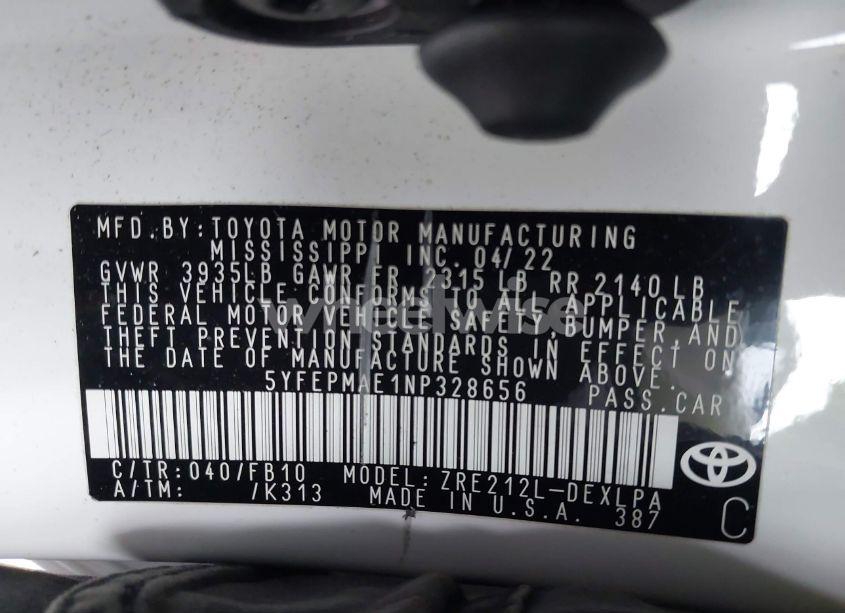 MFD. BY: TOYOTA MOTOR MANUFACTURING
MISSISSIPPI INC. 04/22
GVWR 3935LB GAWR FR 2315 LB RR 2140 LB
THIS VEHICLE CONFORMS TO ALL APPLICABLE
FEDERAL MOTOR VEHICLE SAFETY, BUMPER, AND
THEFT PREVENTION STANDARDS IN EFFECT ON
THE DATE OF MANUFACTURE SHOWN ABOVE.
5YFEPMAE1NP328656 PASS.CAR
C/TR: 040/FB10 MODEL: ZRE212L-DEXLPA
A/TM: /K313 MADE IN U.S.A. 387
C
wheelwise